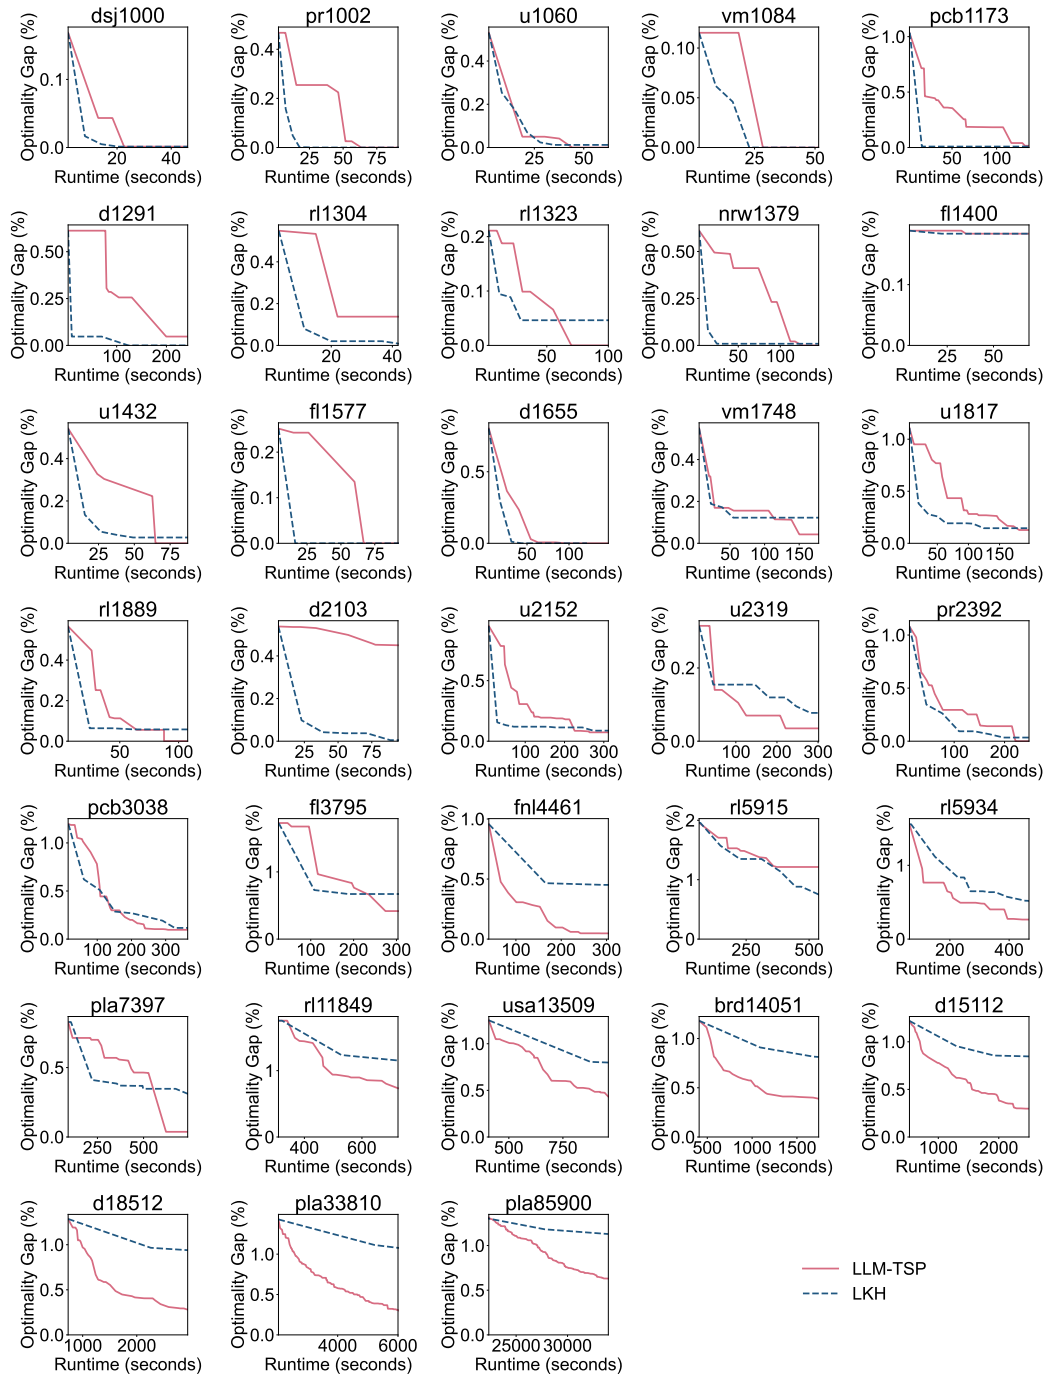 dsj1000
pr1002
u1060
vm1084
pcb1173
Optimality Gap (%)
0.1
0.0
20
40
Runtime (seconds)
Optimality Gap (%)
0.4
0.2
0.0
25
50
75
Runtime (seconds)
Optimality Gap (%)
0.4
0.2
0.0
25
50
Runtime (seconds)
Optimality Gap (%)
0.10
0.05
0.00
25
50
Runtime (seconds)
Optimality Gap (%)
1.0
0.5
0.0
50
100
Runtime (seconds)
d1291
rl1304
rl1323
nrw1379
fl1400
Optimality Gap (%)
0.50
0.25
0.00
100
200
Runtime (seconds)
Optimality Gap (%)
0.4
0.2
0.0
20
40
Runtime (seconds)
Optimality Gap (%)
0.2
0.1
0.0
50
100
Runtime (seconds)
Optimality Gap (%)
0.50
0.25
0.00
50
100
Runtime (seconds)
Optimality Gap (%)
0.1
0.0
25
50
Runtime (seconds)
u1432
fl1577
d1655
vm1748
u1817
Optimality Gap (%)
0.4
0.2
0.0
25
50
75
Runtime (seconds)
Optimality Gap (%)
0.2
0.1
0.0
25
50
75
Runtime (seconds)
Optimality Gap (%)
0.5
0.0
50
100
Runtime (seconds)
Optimality Gap (%)
0.4
0.2
0.0
50
100
150
Runtime (seconds)
Optimality Gap (%)
1.0
0.5
0.0
50
100
150
Runtime (seconds)
rl1889
d2103
u2152
u2319
pr2392
Optimality Gap (%)
0.4
0.2
0.0
50
100
Runtime (seconds)
Optimality Gap (%)
0.4
0.2
0.0
25
50
75
Runtime (seconds)
Optimality Gap (%)
0.5
0.0
100
200
300
Runtime (seconds)
Optimality Gap (%)
0.2
0.0
100
200
300
Runtime (seconds)
Optimality Gap (%)
1.0
0.5
0.0
100
200
Runtime (seconds)
pcb3038
fl3795
fnl4461
rl5915
rl5934
Optimality Gap (%)
1.0
0.5
0.0
100
200
300
Runtime (seconds)
Optimality Gap (%)
1
0
100
200
300
Runtime (seconds)
Optimality Gap (%)
1.0
0.5
0.0
100
200
300
Runtime (seconds)
Optimality Gap (%)
2
1
0
250
500
Runtime (seconds)
Optimality Gap (%)
1
0
200
400
Runtime (seconds)
pla7397
rl11849
usa13509
brd14051
d15112
Optimality Gap (%)
0.5
0.0
250
500
Runtime (seconds)
Optimality Gap (%)
1
0
400
600
Runtime (seconds)
Optimality Gap (%)
1.0
0.5
0.0
500
750
Runtime (seconds)
Optimality Gap (%)
1.0
0.5
0.0
500
1000
1500
Runtime (seconds)
Optimality Gap (%)
1.0
0.5
0.0
1000
2000
Runtime (seconds)
d18512
pla33810
pla85900
Optimality Gap (%)
1.0
0.5
0.0
1000
2000
Runtime (seconds)
Optimality Gap (%)
1.0
0.5
0.0
4000
6000
Runtime (seconds)
Optimality Gap (%)
1.0
0.5
0.0
25000
30000
Runtime (seconds)
LLM-TSP
LKH